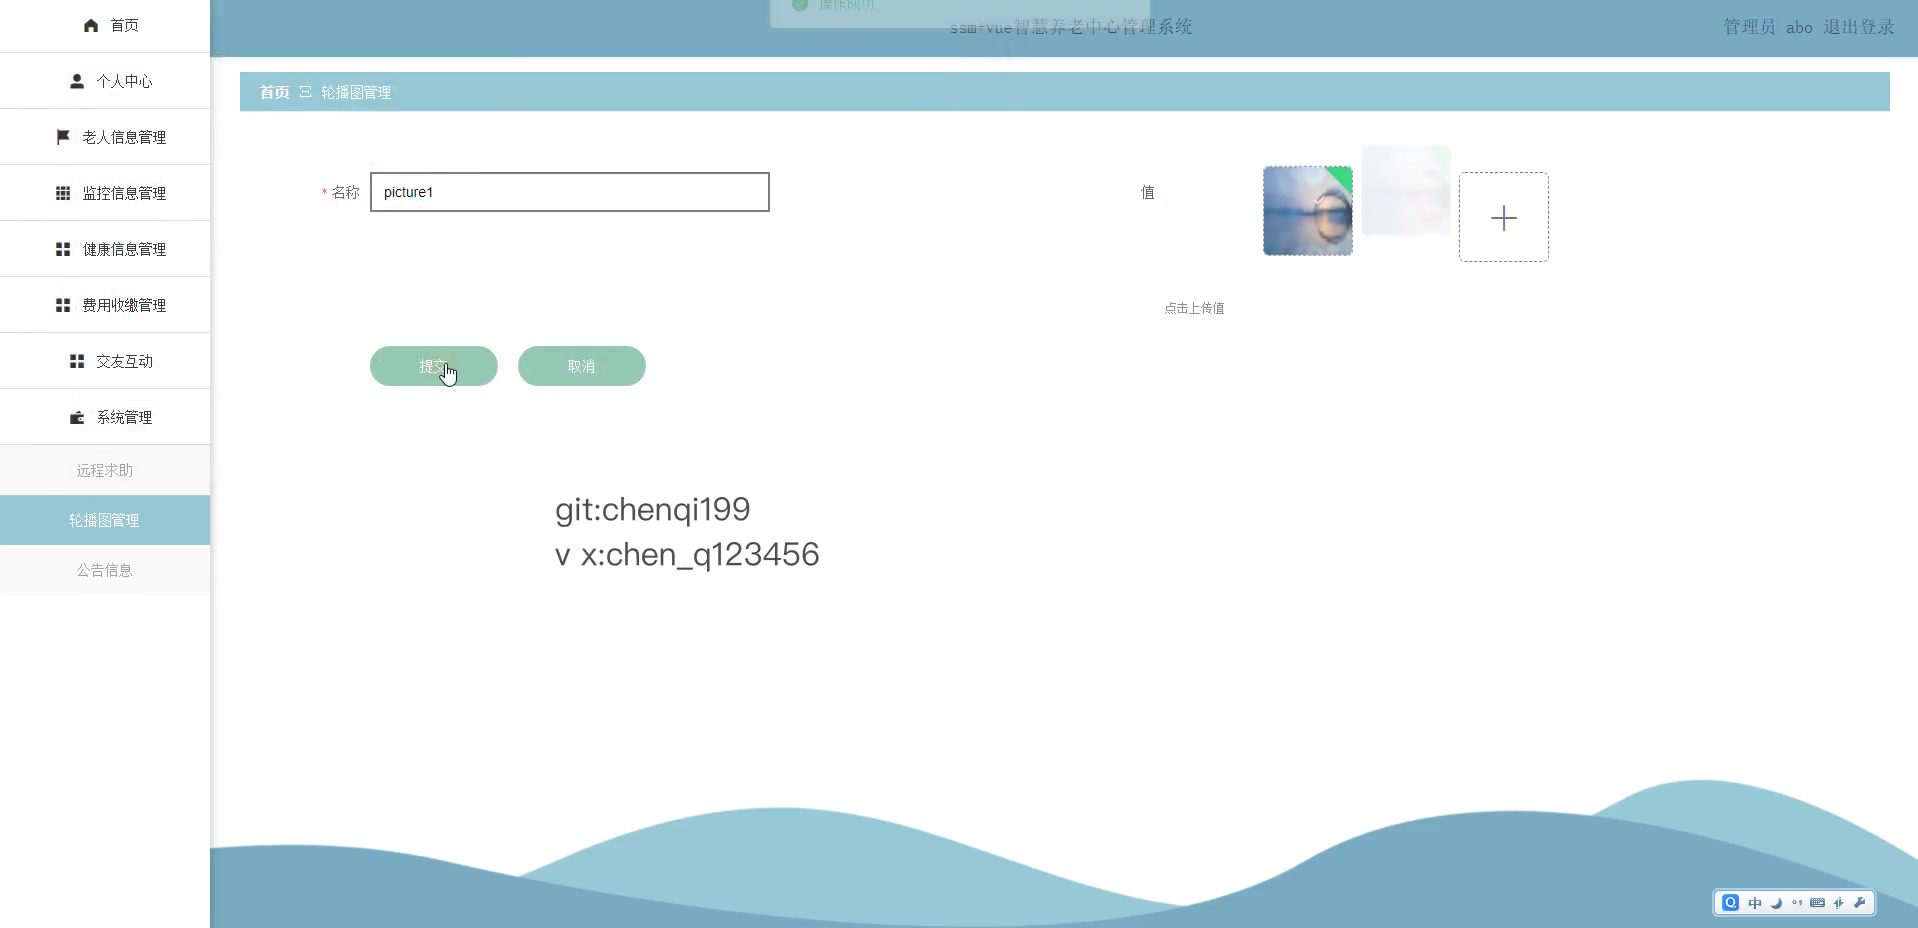 操作成功
ssm+vue智慧养老中心管理系统
管理员 abo 退出登录
首页
个人中心
老人信息管理
监控信息管理
健康信息管理
费用收缴管理
交友互动
系统管理
远程求助
轮播图管理
公告信息
首页 轮播图管理
* 名称 picture1
值
点击上传值
提交 取消
git:chenqi199
v x:chen_q123456
中